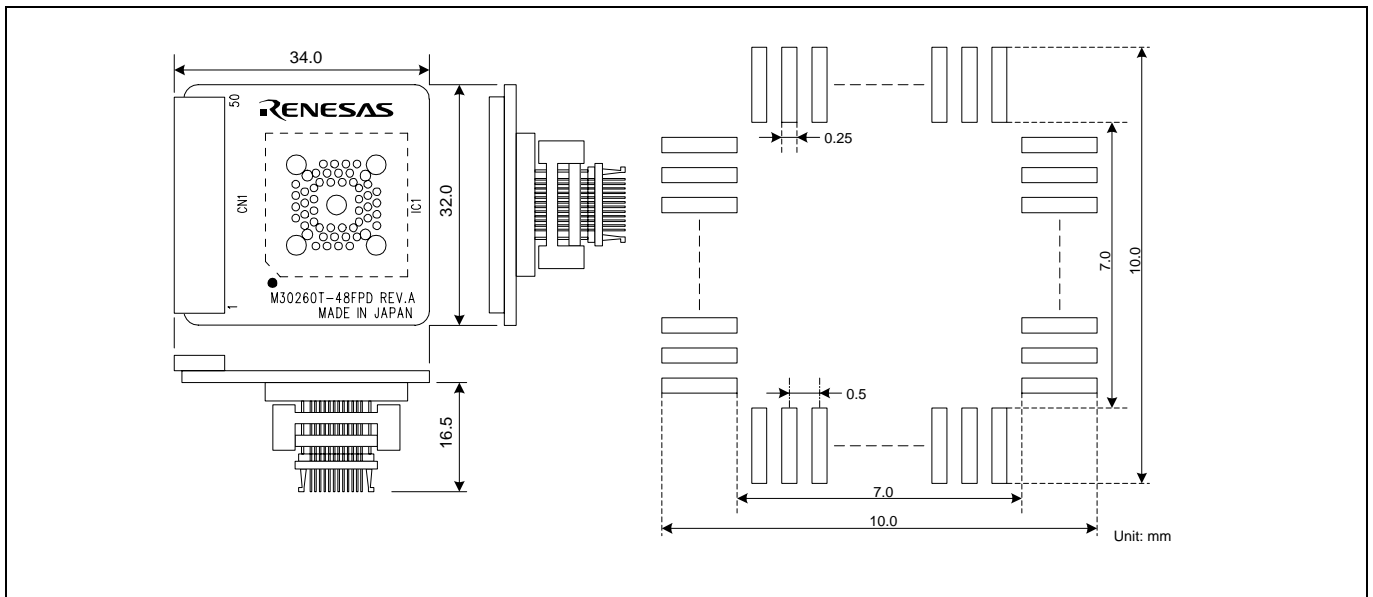 34.0
50
RENESAS
CN1
IC1
32.0
M30260T-48FPD REV.A
MADE IN JAPAN
1
16.5
0.25
7.0
10.0
0.5
7.0
10.0
Unit: mm